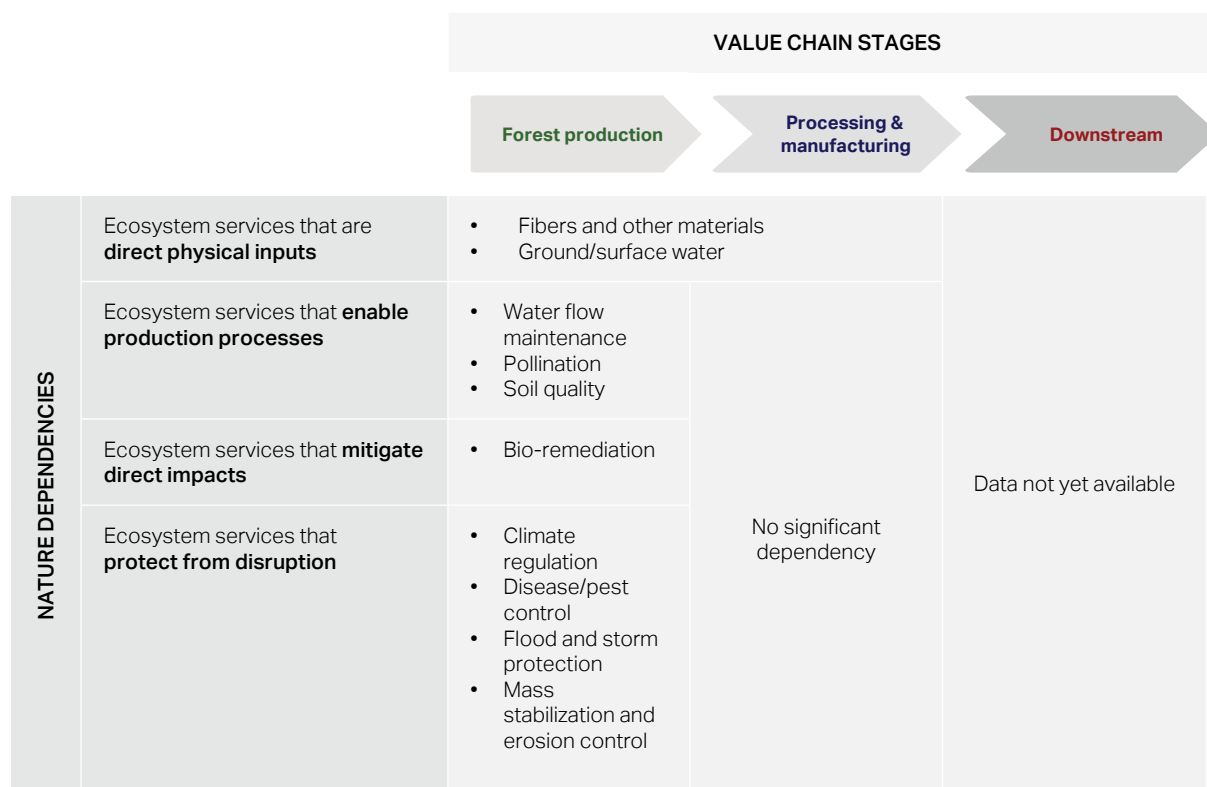 VALUE CHAIN STAGES
Forest production
Processing &
manufacturing
Downstream
NATURE DEPENDENCIES
Ecosystem services that are
direct physical inputs
• Fibers and other materials
• Ground/surface water
Ecosystem services that enable
production processes
• Water flow
maintenance
• Pollination
• Soil quality
Ecosystem services that mitigate
direct impacts
• Bio-remediation
Ecosystem services that
protect from disruption
• Climate
regulation
• Disease/pest
control
• Flood and storm
protection
• Mass
stabilization and
erosion control
No significant
dependency
Data not yet available